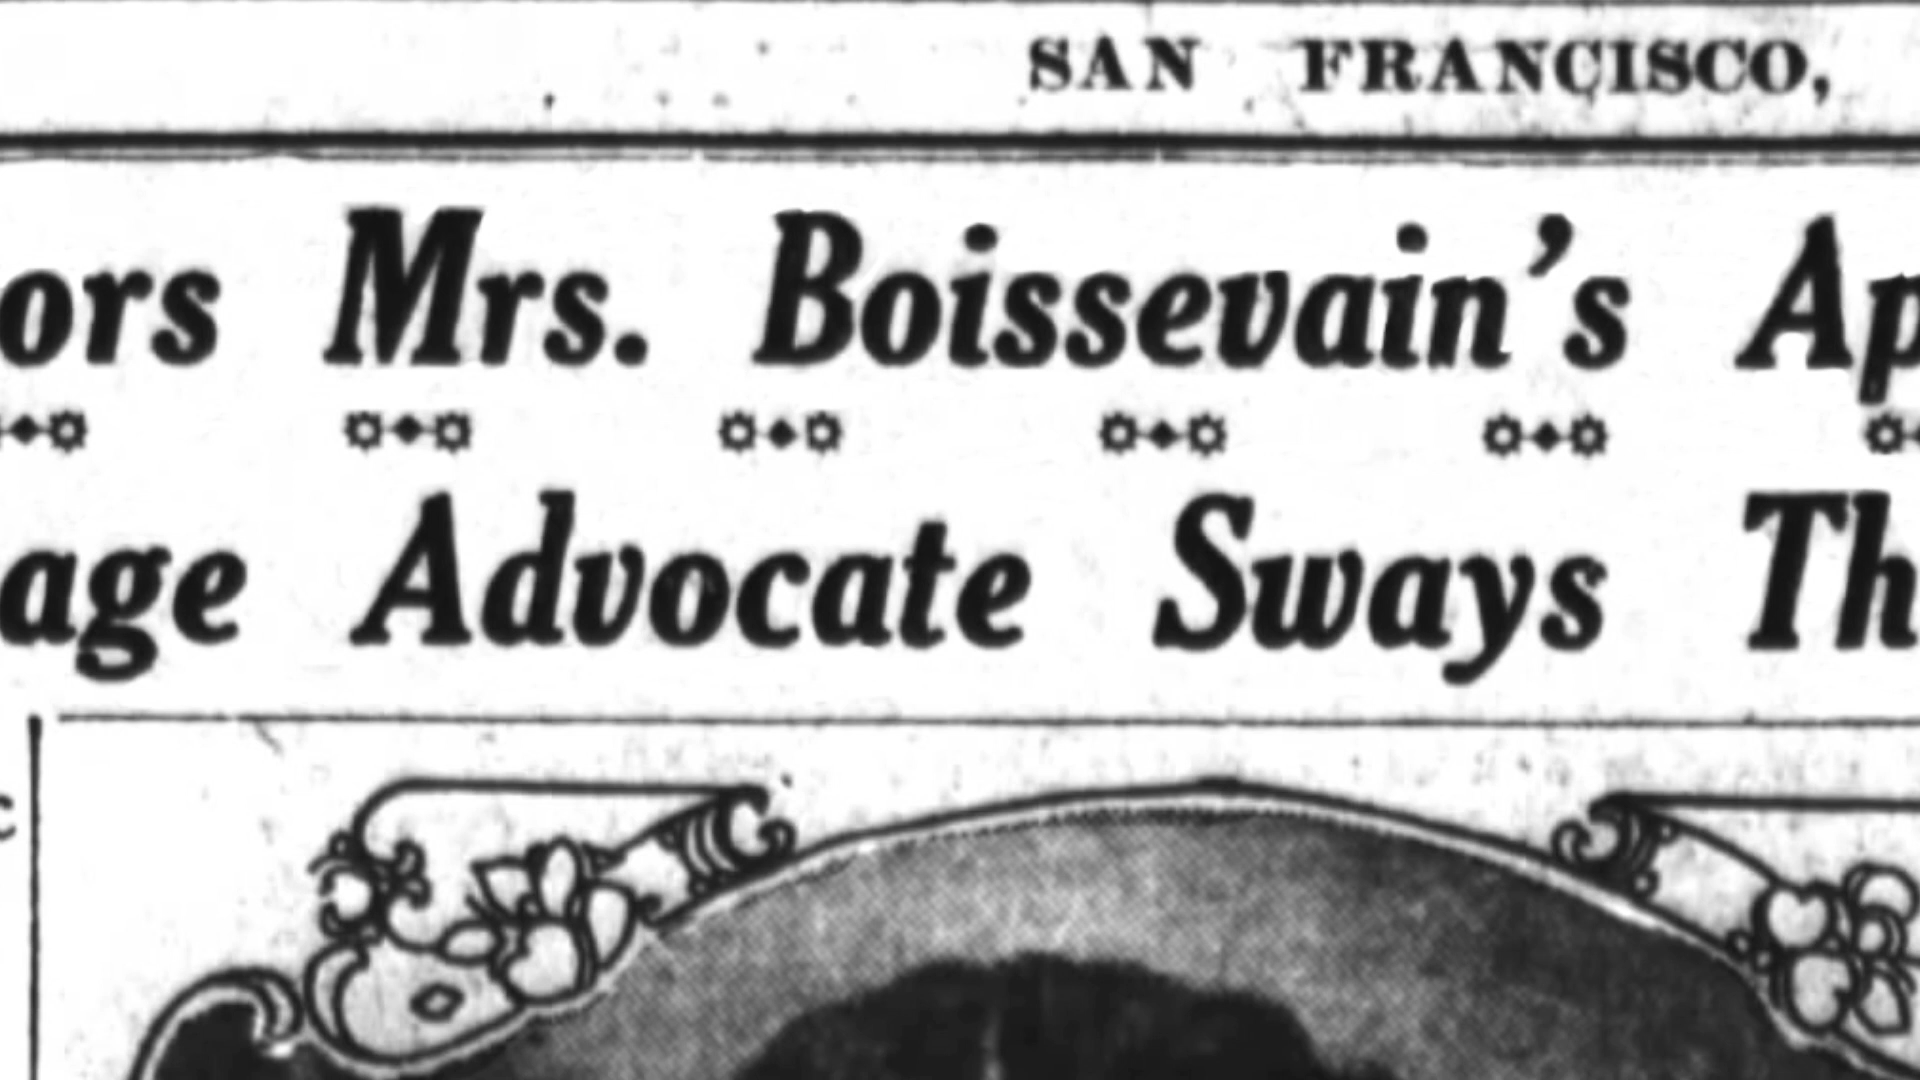 SAN FRANCISCO,
ors Mrs. Boissevain's Ap
age Advocate Sways Th
c